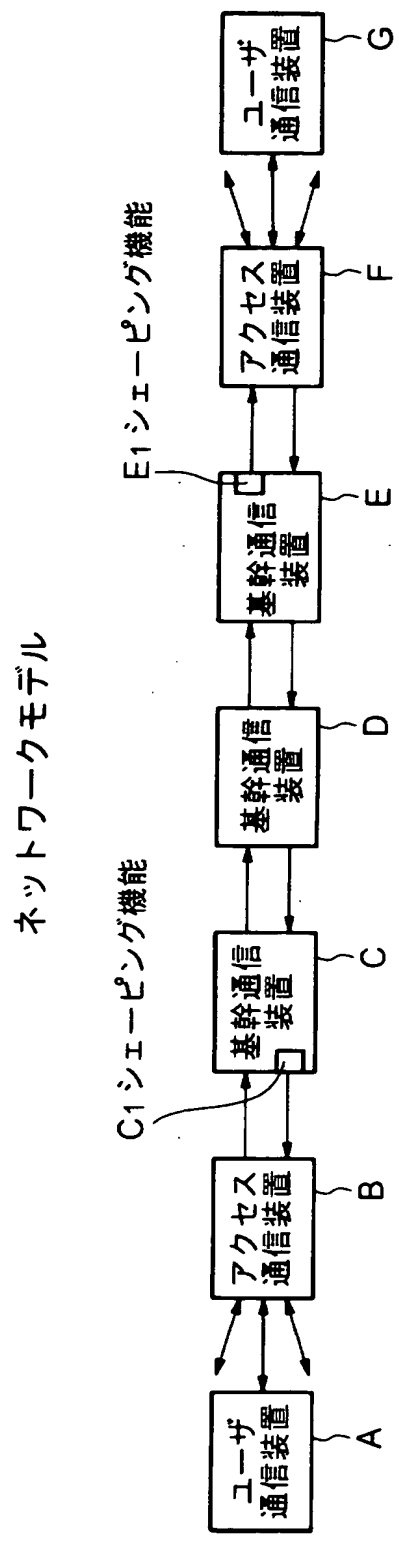 ネットワークモデル
C1シェーピング機能
E1シェーピング機能
ユーザ
通信装置
アクセス
通信装置
基幹通信
装置
基幹通信
装置
基幹通信
装置
アクセス
通信装置
ユーザ
通信装置
A
B
C
D
E
F
G